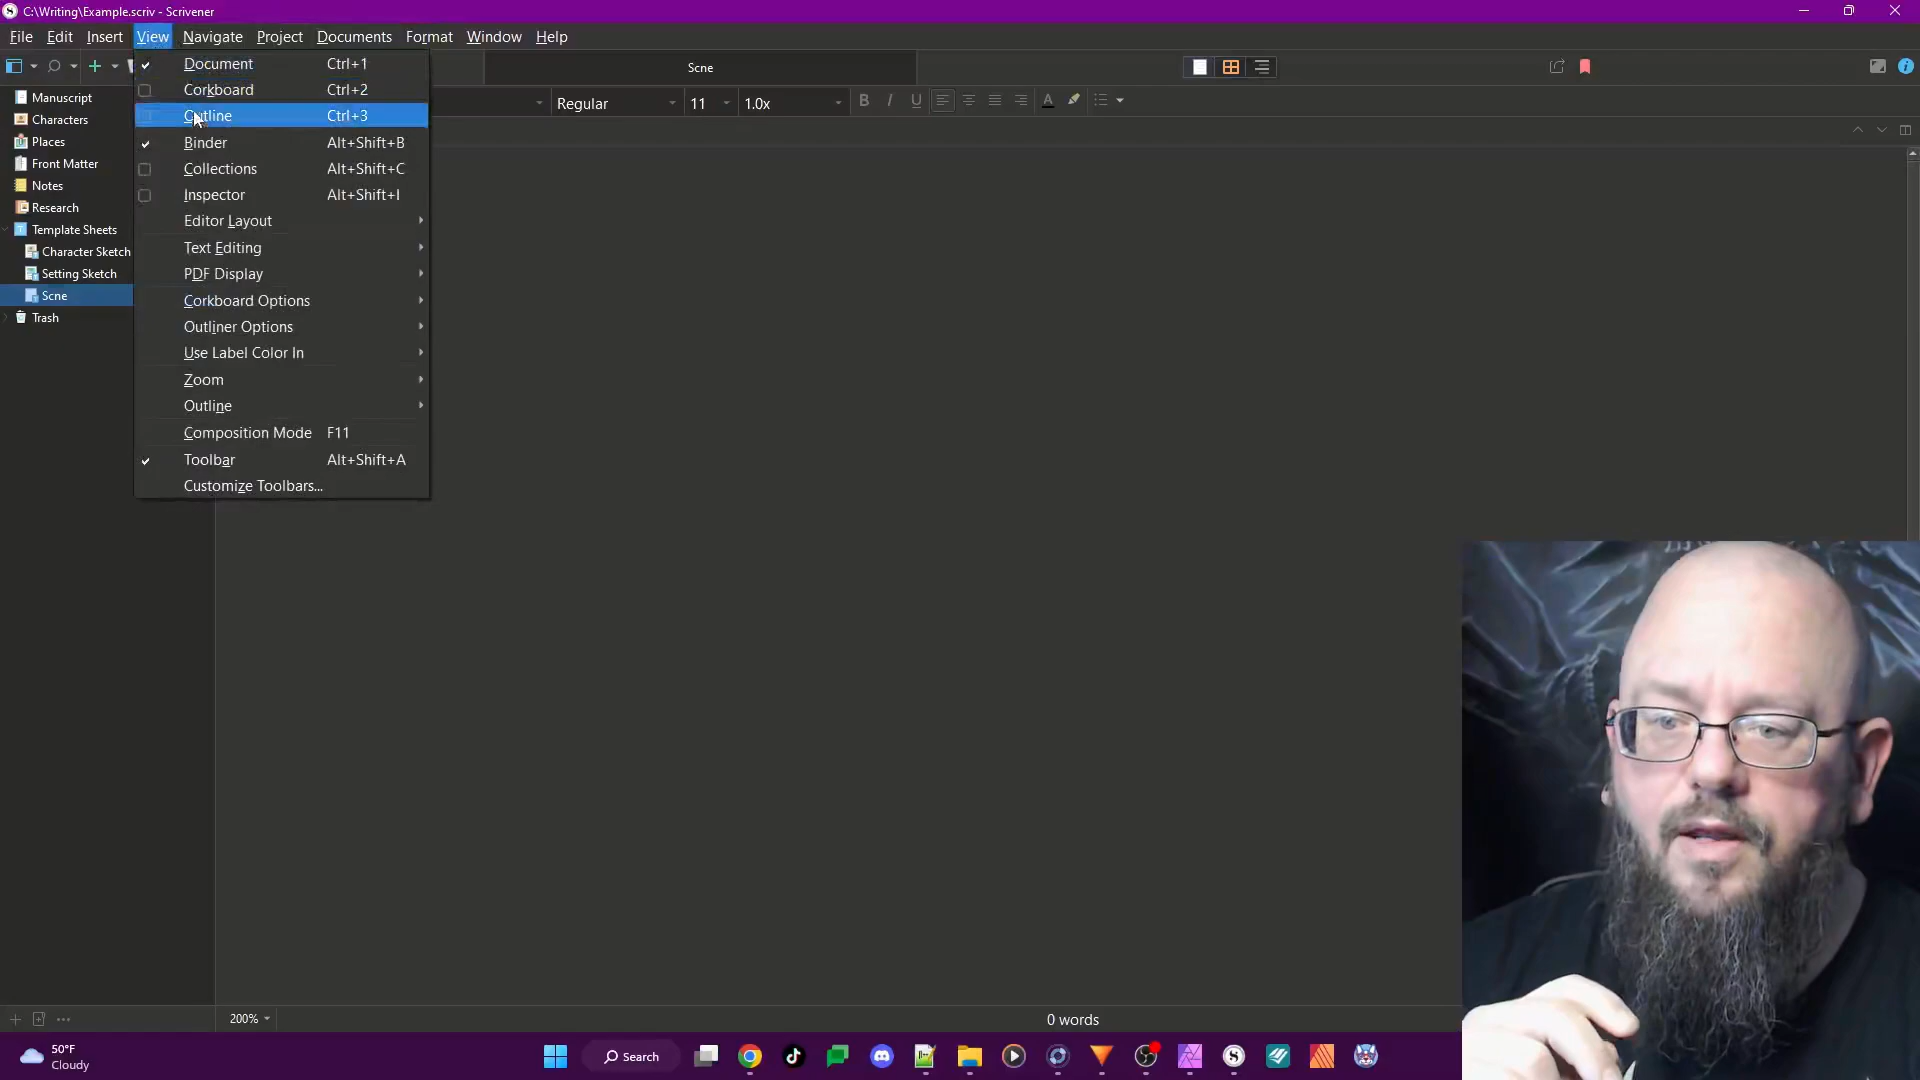 C:\Writing\Example.scriv - Scrivener
File Edit Insert View Navigate Project Documents Format Window Help
Scne
Regular 11 1.0x B I U A
Manuscript
Characters
Places
Front Matter
Notes
Research
Template Sheets
Character Sketch
Setting Sketch
Scne
Trash
Document Ctrl+1
Corkboard Ctrl+2
Outline Ctrl+3
Binder Alt+Shift+B
Collections Alt+Shift+C
Inspector Alt+Shift+I
Editor Layout
Text Editing
PDF Display
Corkboard Options
Outliner Options
Use Label Color In
Zoom
Outline
Composition Mode F11
Toolbar Alt+Shift+A
Customize Toolbars...
200%
0 words
50°F
Cloudy
Search